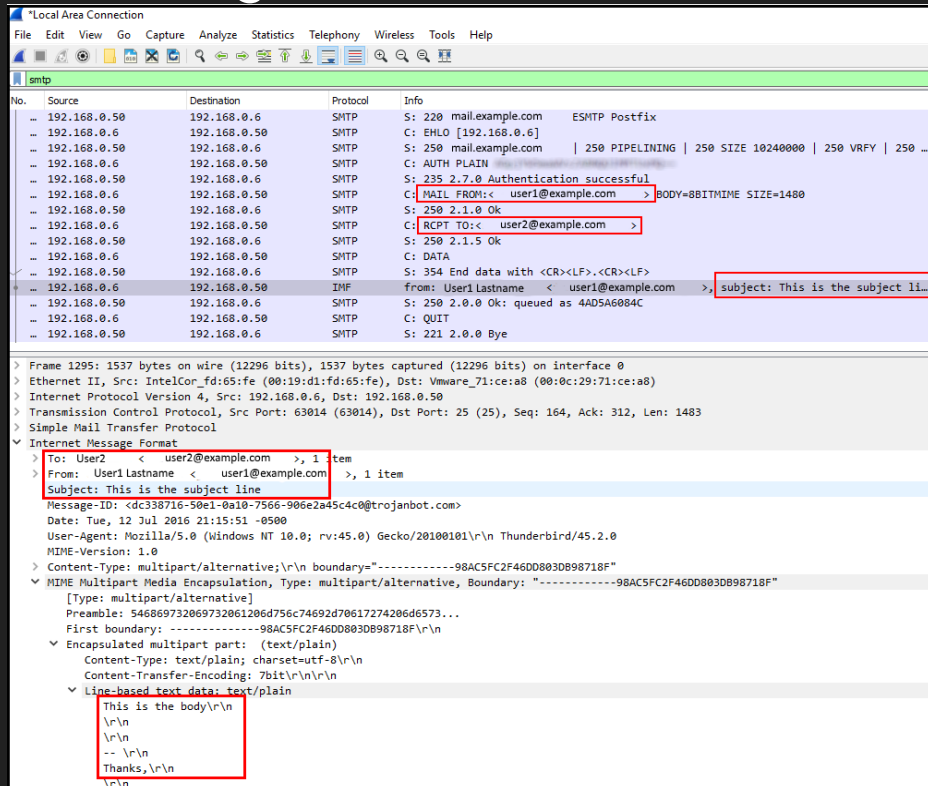 *Local Area Connection
File Edit View Go Capture Analyze Statistics Telephony Wireless Tools Help
smtp
No. Source Destination Protocol Info
... 192.168.0.50 192.168.0.6 SMTP S: 220 mail.example.com ESMTP Postfix
... 192.168.0.6 192.168.0.50 SMTP C: EHLO [192.168.0.6]
... 192.168.0.50 192.168.0.6 SMTP S: 250 mail.example.com | 250 PIPELINING | 250 SIZE 10240000 | 250 VRFY | 250 ...
... 192.168.0.6 192.168.0.50 SMTP C: AUTH PLAIN
... 192.168.0.50 192.168.0.6 SMTP S: 235 2.7.0 Authentication successful
... 192.168.0.6 192.168.0.50 SMTP C: MAIL FROM:< user1@example.com > BODY=8BITMIME SIZE=1480
... 192.168.0.50 192.168.0.6 SMTP S: 250 2.1.0 Ok
... 192.168.0.6 192.168.0.50 SMTP C: RCPT TO:< user2@example.com >
... 192.168.0.50 192.168.0.6 SMTP S: 250 2.1.5 Ok
... 192.168.0.6 192.168.0.50 SMTP C: DATA
... 192.168.0.50 192.168.0.6 SMTP S: 354 End data with <CR><LF>.<CR><LF>
... 192.168.0.6 192.168.0.50 IMF from: User1 Lastname < user1@example.com >, subject: This is the subject li...
... 192.168.0.50 192.168.0.6 SMTP S: 250 2.0.0 Ok: queued as 4AD5A6084C
... 192.168.0.6 192.168.0.50 SMTP C: QUIT
... 192.168.0.50 192.168.0.6 SMTP S: 221 2.0.0 Bye
Frame 1295: 1537 bytes on wire (12296 bits), 1537 bytes captured (12296 bits) on interface 0
Ethernet II, Src: IntelCor_fd:65:fe (00:19:d1:fd:65:fe), Dst: Vmware_71:ce:a8 (00:0c:29:71:ce:a8)
Internet Protocol Version 4, Src: 192.168.0.6, Dst: 192.168.0.50
Transmission Control Protocol, Src Port: 63014 (63014), Dst Port: 25 (25), Seq: 164, Ack: 312, Len: 1483
Simple Mail Transfer Protocol
Internet Message Format
To: User2 < user2@example.com >, 1 item
From: User1 Lastname < user1@example.com >, 1 item
Subject: This is the subject line
Message-ID: <dc338716-50e1-0a10-7566-906e2a45c4c0@trojanbot.com>
Date: Tue, 12 Jul 2016 21:15:51 -0500
User-Agent: Mozilla/5.0 (Windows NT 10.0; rv:45.0) Gecko/20100101\r\n Thunderbird/45.2.0
MIME-Version: 1.0
Content-Type: multipart/alternative;\r\n boundary="------------98AC5FC2F46DD803DB98718F"
MIME Multipart Media Encapsulation, Type: multipart/alternative, Boundary: "------------98AC5FC2F46DD803DB98718F"
[Type: multipart/alternative]
Preamble: 546869732069732061206d756c74692d70617274206d6573...
First boundary: --------------98AC5FC2F46DD803DB98718F\r\n
Encapsulated multipart part: (text/plain)
Content-Type: text/plain; charset=utf-8\r\n
Content-Transfer-Encoding: 7bit\r\n\r\n
Line-based text data: text/plain
This is the body\r\n
\r\n
\r\n
-- \r\n
Thanks,\r\n
\r\n